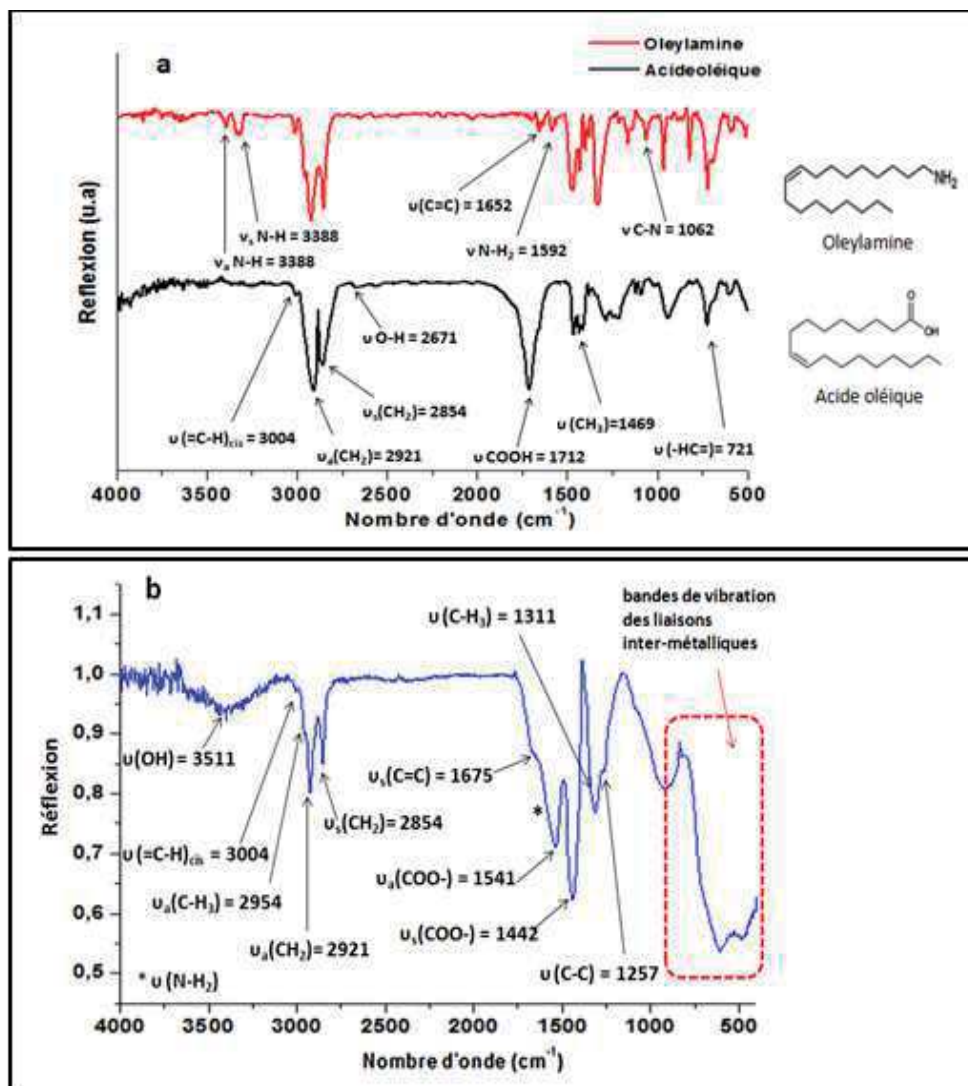 a
Oleylamine
Acideoléique
Reflexion (u.a)
υ(C=C) = 1652
νₛ N-H = 3388
νₐ N-H = 3388
ν N-H₂ = 1592
ν C-N = 1062
NH₂
Oleylamine
υ O-H = 2671
υₛ(CH₂) = 2854
υ (=C-H)cis = 3004
υₐ(CH₂)= 2921
υ COOH = 1712
υ (CH₃)=1469
υ (-HC=)= 721
O
OH
Acide oléique
4000 3500 3000 2500 2000 1500 1000 500
Nombre d'onde (cm⁻¹)
b
Réflexion
1,1
1,0
0,9
0,8
0,7
0,6
0,5
υ (C-H₃) = 1311
bandes de vibration
des liaisons
inter-métalliques
υ(OH) = 3511
υₛ(C=C) = 1675
υₛ(CH₂) = 2854
*
υ(=C-H)cis = 3004
υₐ(C-H₃) = 2954
υₐ(COO-) = 1541
υₐ(CH₂)= 2921
υₛ(COO-) = 1442
υ (C-C) = 1257
* υ (N-H₂)
4000 3500 3000 2500 2000 1500 1000 500
Nombre d'onde (cm⁻¹)